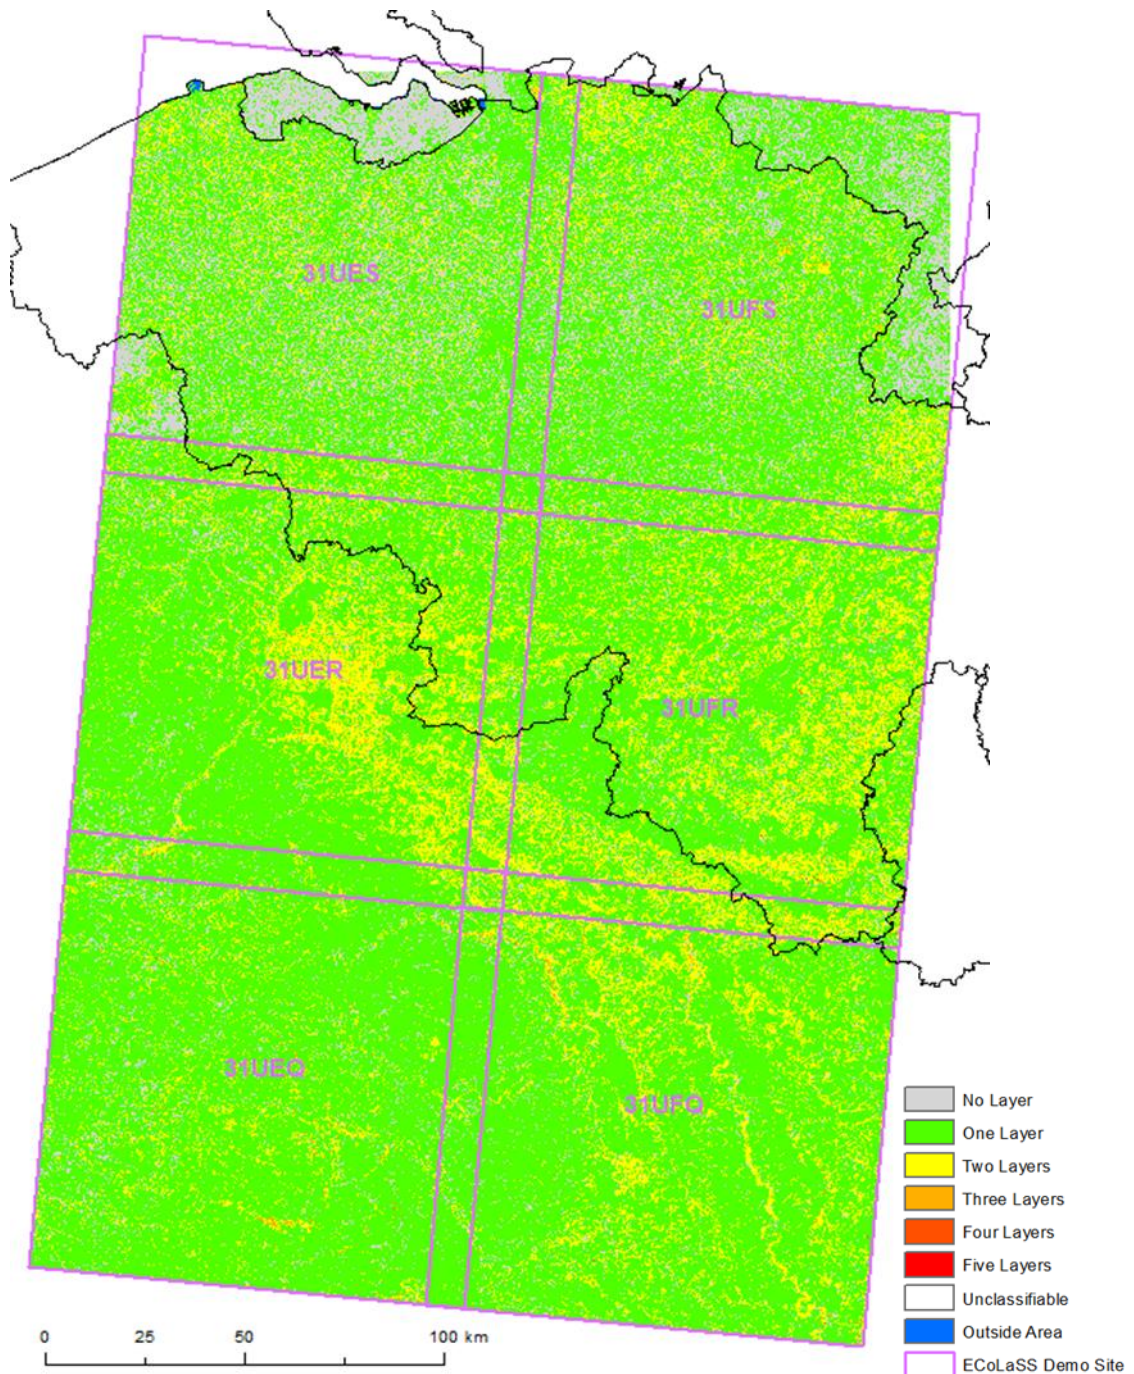 31UES
31UFS
31UER
31UFR
31UEQ
31UFQ
No Layer
One Layer
Two Layers
Three Layers
Four Layers
Five Layers
Unclassifiable
Outside Area
ECoLaSS Demo Site
0 25 50 100 km